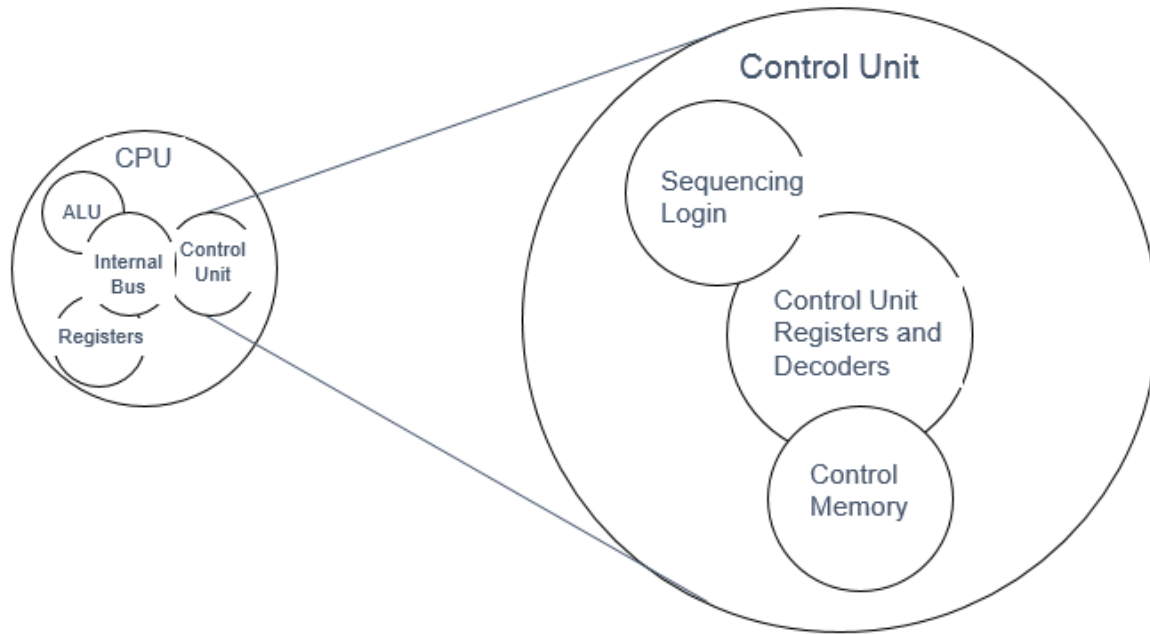 CPU
ALU
Internal
Bus
Control
Unit
Registers
Control Unit
Sequencing
Login
Control Unit
Registers and
Decoders
Control
Memory